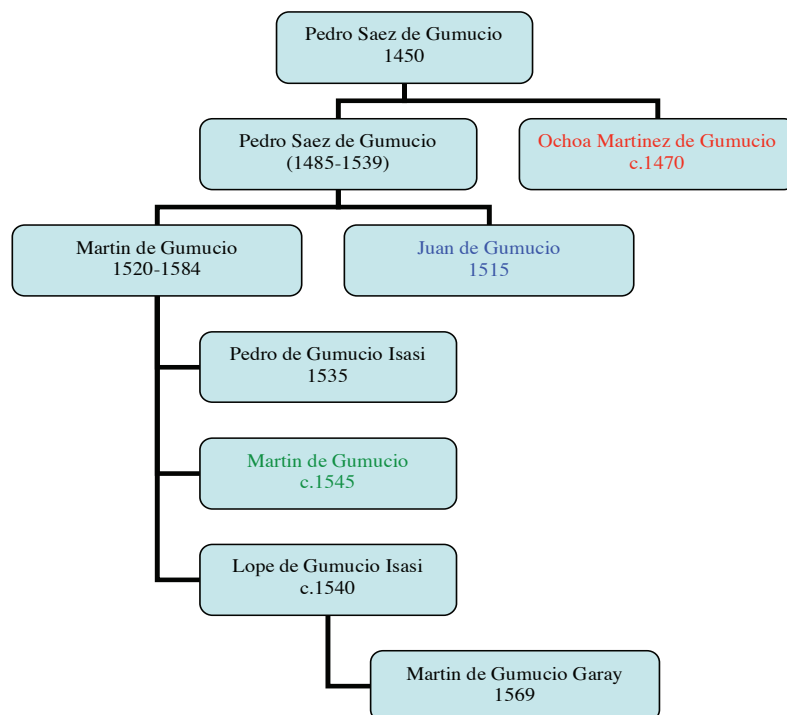 Pedro Saez de Gumucio
1450
Pedro Saez de Gumucio
(1485-1539)
Ochoa Martinez de Gumucio
c.1470
Martin de Gumucio
1520-1584
Juan de Gumucio
1515
Pedro de Gumucio Isasi
1535
Martin de Gumucio
c.1545
Lope de Gumucio Isasi
c.1540
Martin de Gumucio Garay
1569